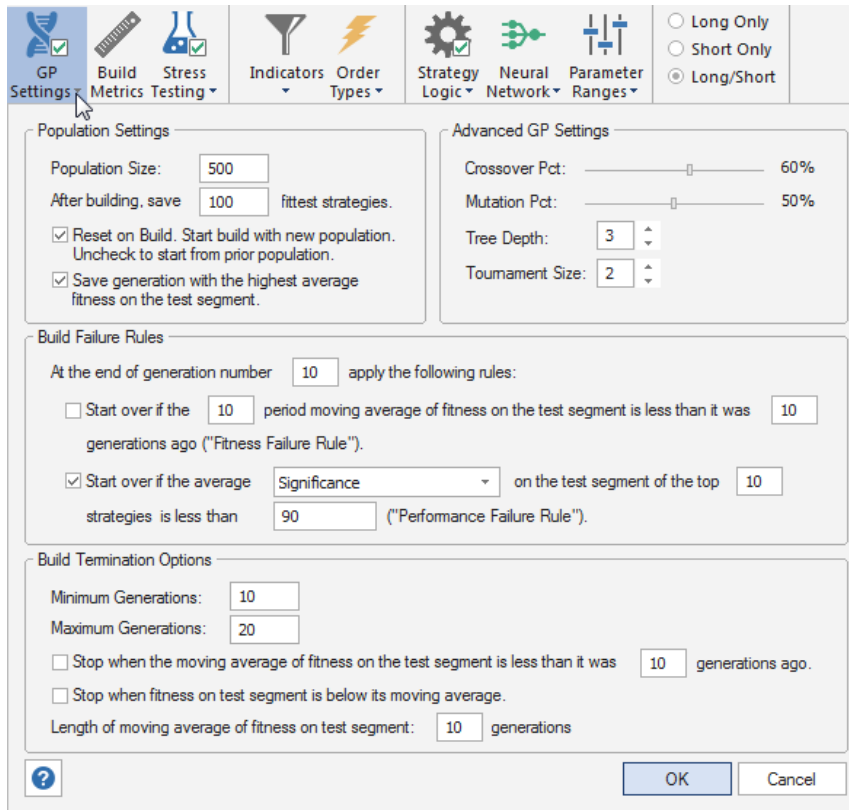 GP Settings
Build Metrics
Stress Testing
Indicators
Order Types
Strategy Logic
Neural Network
Parameter Ranges
Long Only
Short Only
Long/Short
Population Settings
Population Size: 500
After building, save 100 fittest strategies.
Reset on Build. Start build with new population.
Uncheck to start from prior population.
Save generation with the highest average
fitness on the test segment.
Advanced GP Settings
Crossover Pct: 60%
Mutation Pct: 50%
Tree Depth: 3
Tournament Size: 2
Build Failure Rules
At the end of generation number 10 apply the following rules:
Start over if the 10 period moving average of fitness on the test segment is less than it was 10
generations ago ("Fitness Failure Rule").
Start over if the average Significance on the test segment of the top 10
strategies is less than 90 ("Performance Failure Rule").
Build Termination Options
Minimum Generations: 10
Maximum Generations: 20
Stop when the moving average of fitness on the test segment is less than it was 10 generations ago.
Stop when fitness on test segment is below its moving average.
Length of moving average of fitness on test segment: 10 generations
?
OK
Cancel